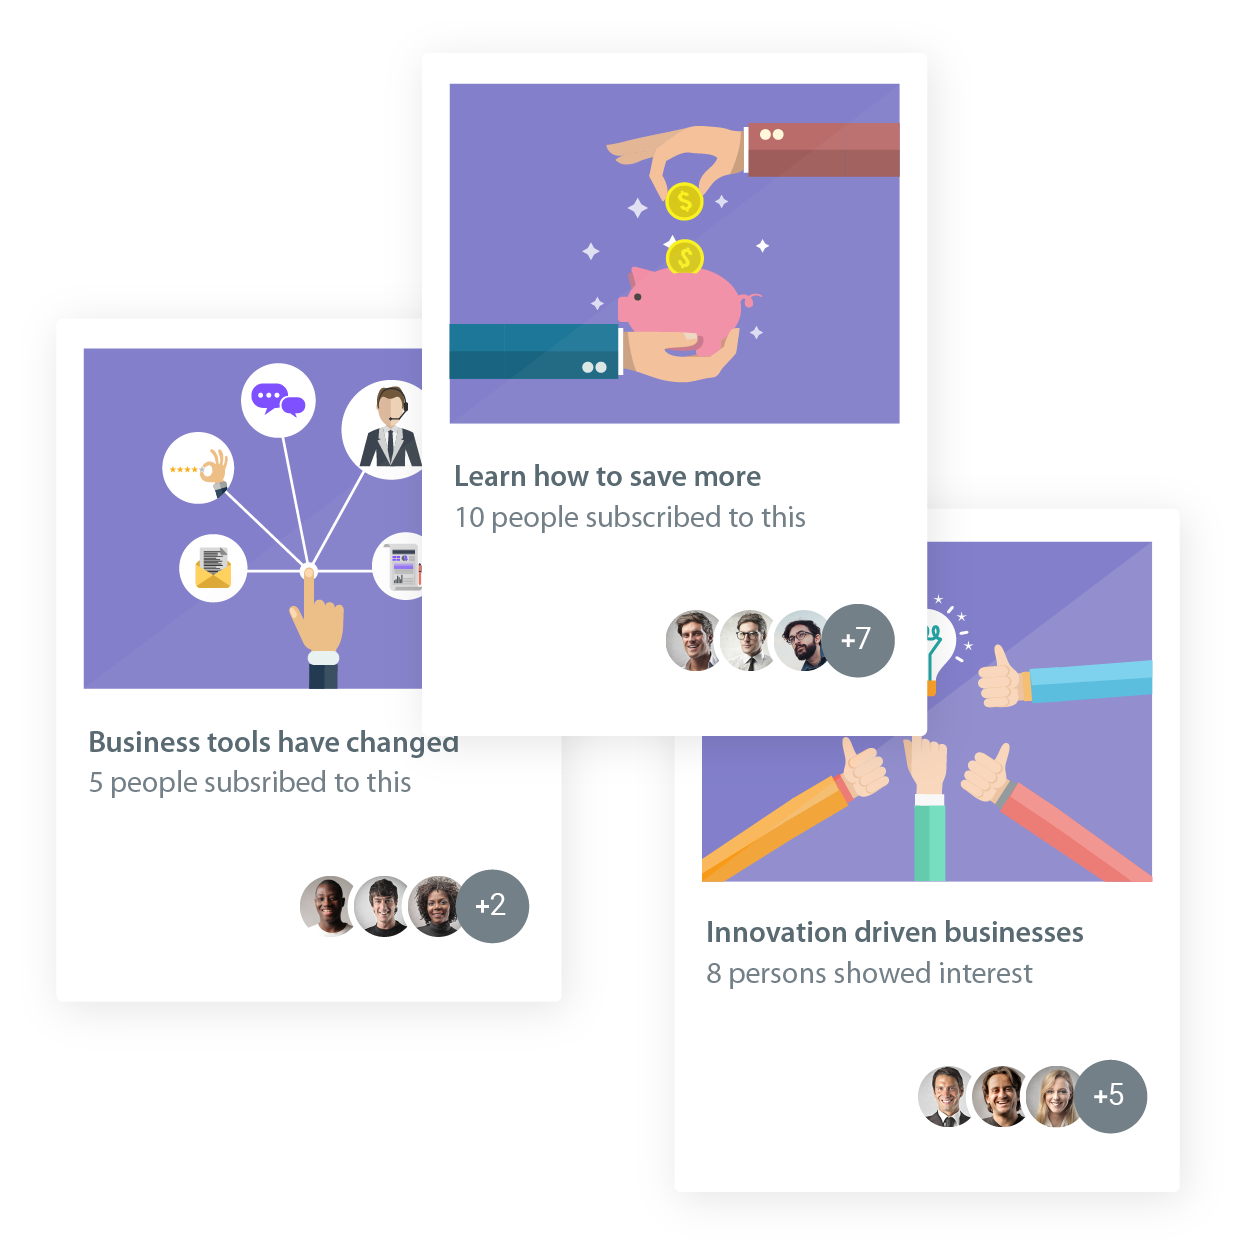 $
$
Learn how to save more
10 people subscribed to this
+7
Business tools have changed
5 people subsribed to this
+2
Innovation driven businesses
8 persons showed interest
+5